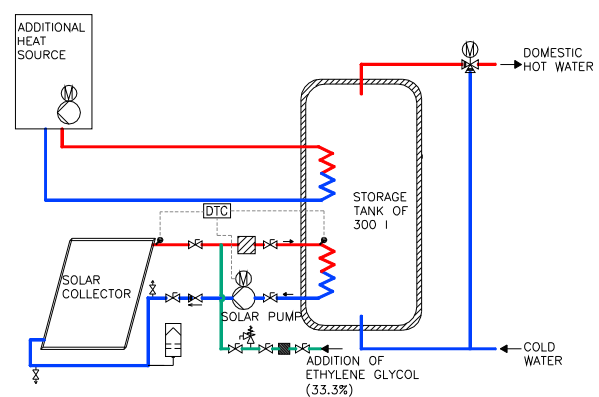 ADDITIONAL
HEAT
SOURCE
M
M
DOMESTIC
HOT WATER
STORAGE
TANK OF
300 l
DTC
SOLAR
COLLECTOR
M
SOLAR PUMP
ADDITION OF
ETHYLENE GLYCOL
(33.3%)
COLD
WATER